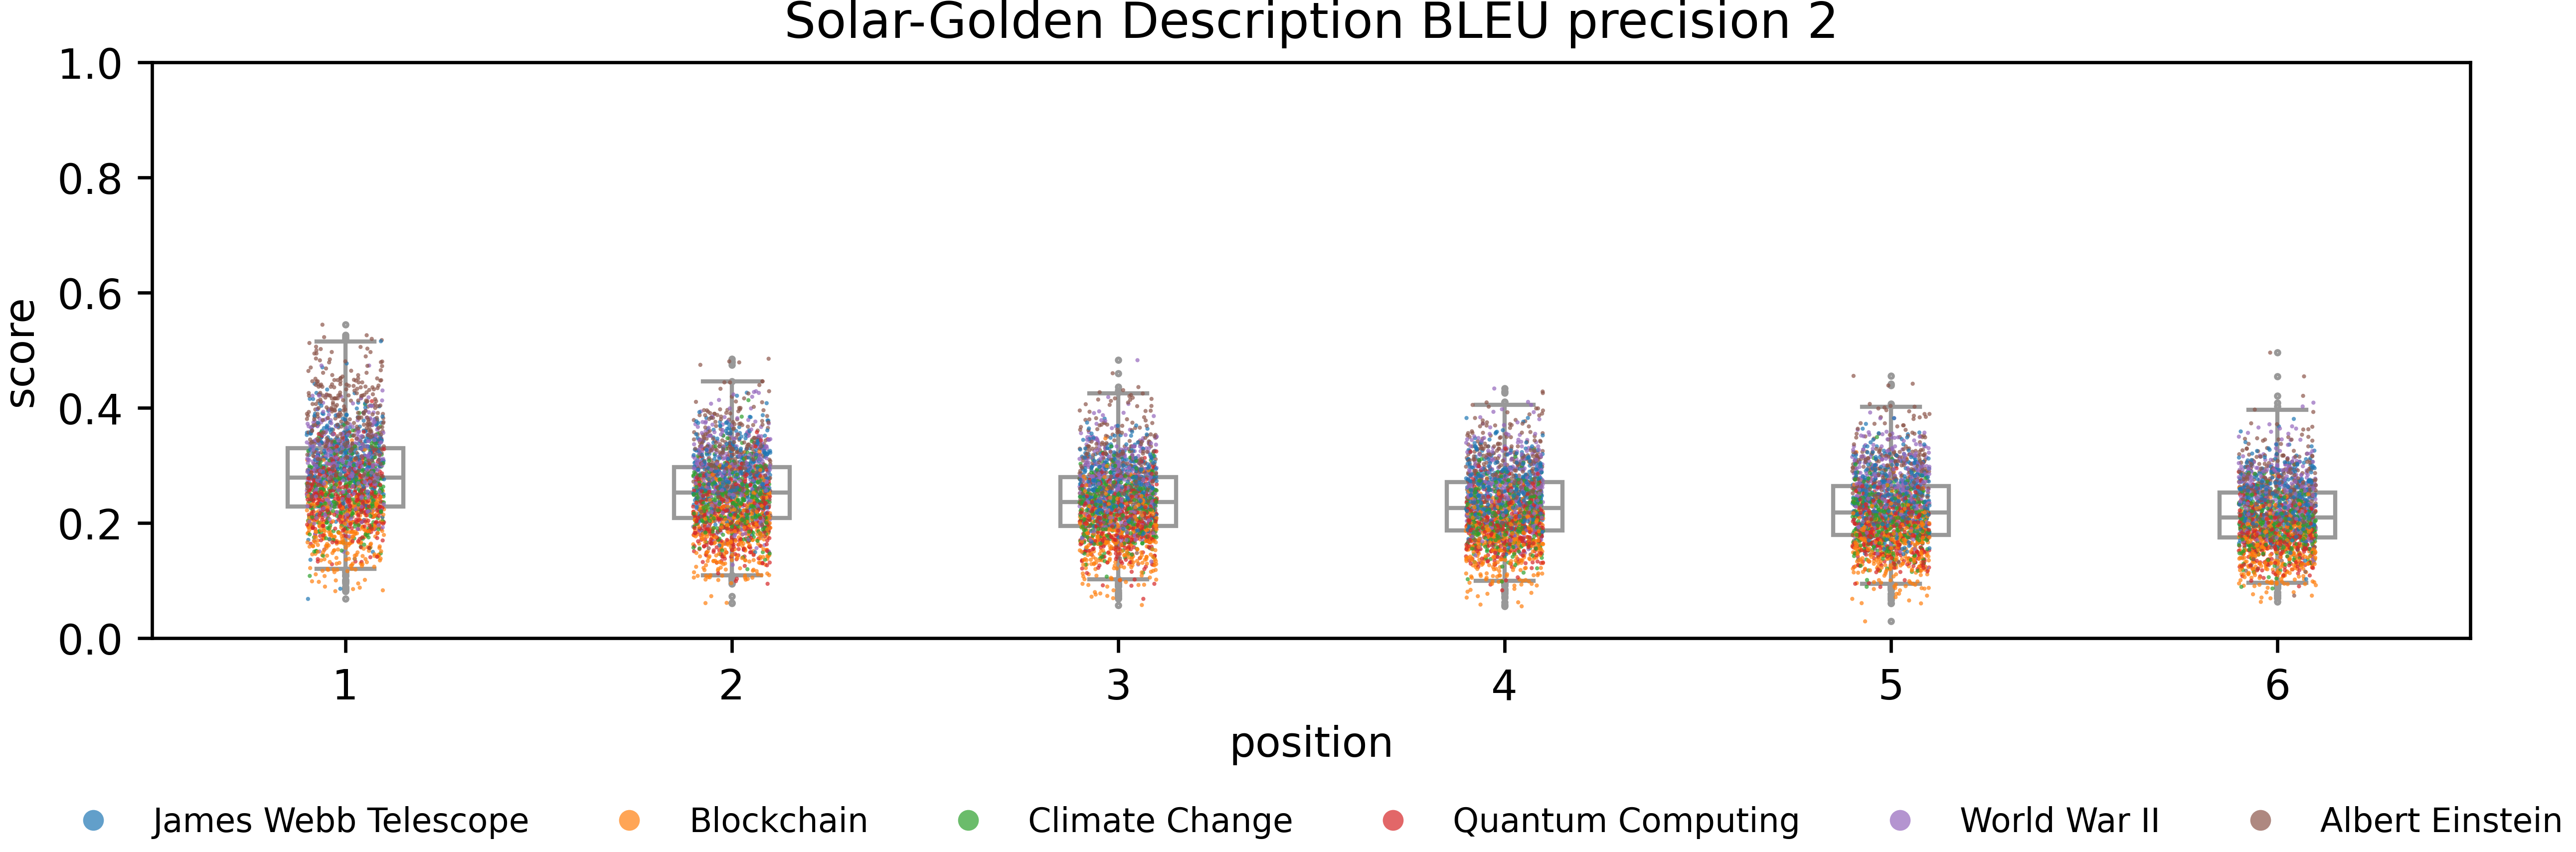 Solar-Golden Description BLEU precision 2
1.0
0.8
0.6
0.4
0.2
0.0
score
1 2 3 4 5 6
position
James Webb Telescope Blockchain Climate Change Quantum Computing World War II Albert Einstein